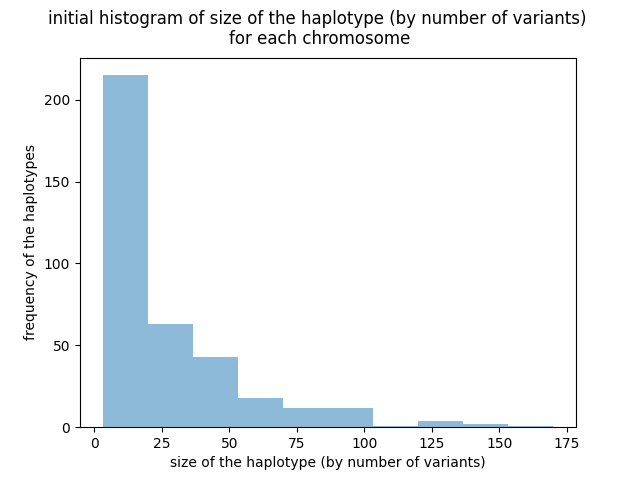 initial histogram of size of the haplotype (by number of variants)
for each chromosome
frequency of the haplotypes
200
150
100
50
0
0 25 50 75 100 125 150 175
size of the haplotype (by number of variants)